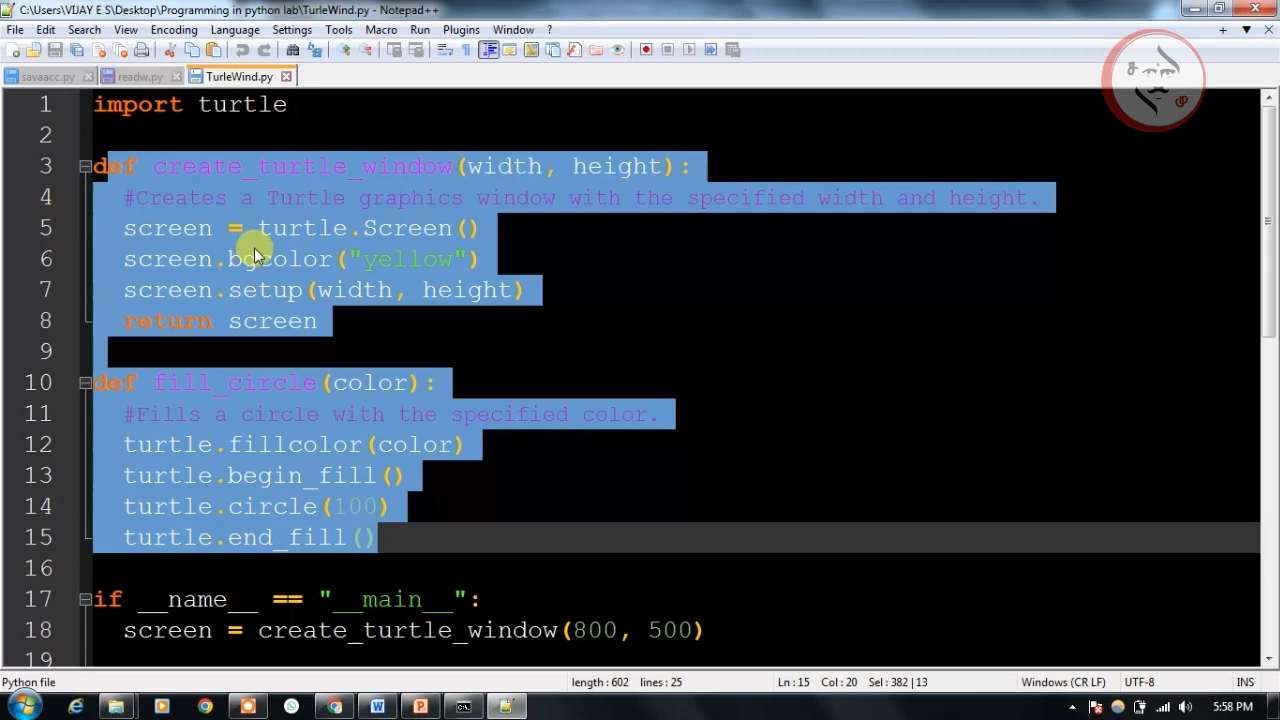 C:\Users\VIJAY E S\Desktop\Programming in python lab\TurleWind.py - Notepad++
File Edit Search View Encoding Language Settings Tools Macro Run Plugins Window ?
savaacc.py readw.py TurleWind.py
1 import turtle
2
3 def create_turtle_window(width, height):
4 #Creates a Turtle graphics window with the specified width and height.
5 screen = turtle.Screen()
6 screen.bgcolor("yellow")
7 screen.setup(width, height)
8 return screen
9
10 def fill_circle(color):
11 #Fills a circle with the specified color.
12 turtle.fillcolor(color)
13 turtle.begin_fill()
14 turtle.circle(100)
15 turtle.end_fill()
16
17 if __name__ == "__main__":
18 screen = create_turtle_window(800, 500)
19
Python file length : 602 lines : 25 Ln : 15 Col : 20 Sel : 382 | 13 Windows (CR LF) UTF-8 INS
5:58 PM